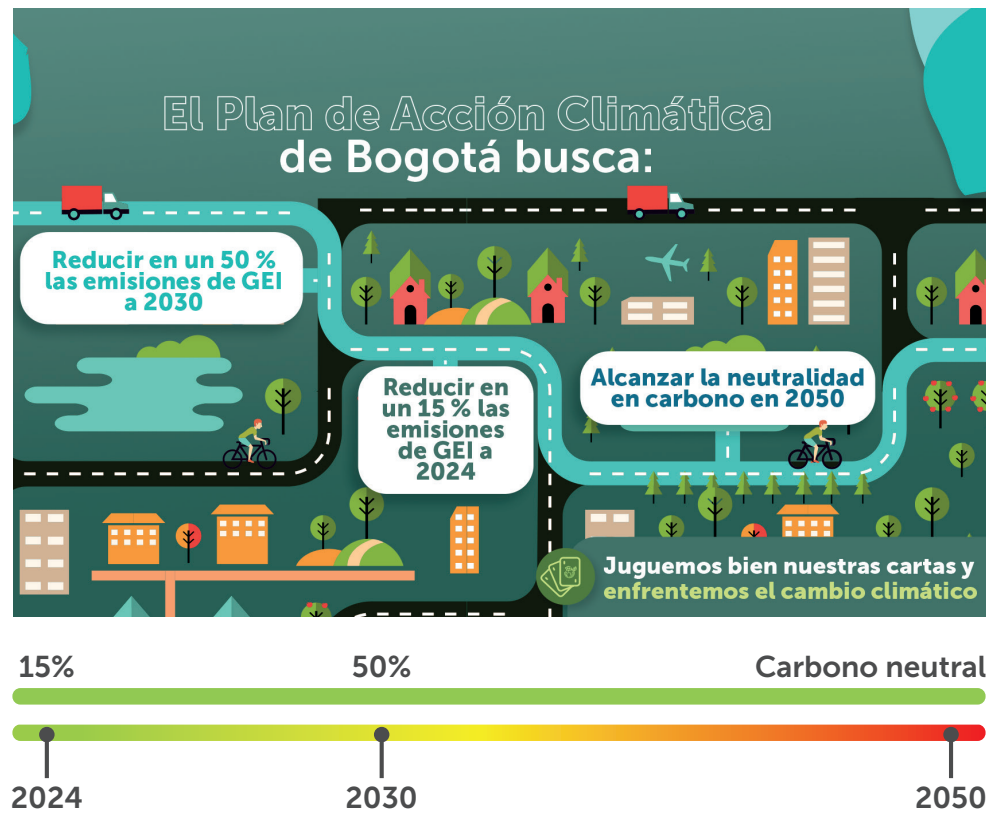 El Plan de Acción Climática
de Bogotá busca:
Reducir en un 50 %
las emisiones de GEI
a 2030
Reducir en
un 15 % las
emisiones
de GEI a
2024
Alcanzar la neutralidad
en carbono en 2050
Juguemos bien nuestras cartas y
enfrentemos el cambio climático
15%
50%
Carbono neutral
2024
2030
2050